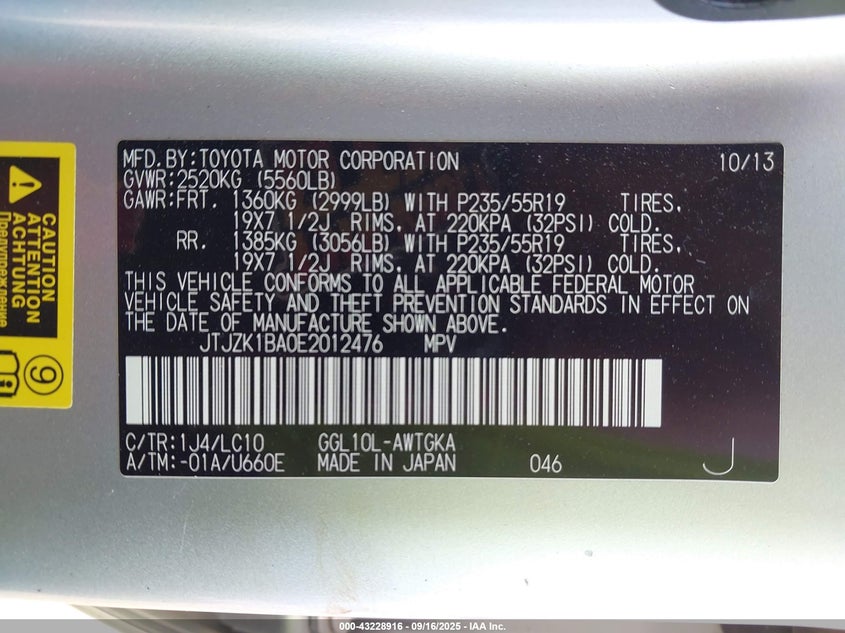 MFD.BY:TOYOTA MOTOR CORPORATION 10/13
GVWR:2520KG (5560LB)
GAWR:FRT. 1360KG (2999LB) WITH P235/55R19 TIRES,
19X7 1/2J RIMS, AT 220KPA (32PSI) COLD.
RR. 1385KG (3056LB) WITH P235/55R19 TIRES,
19X7 1/2J RIMS, AT 220KPA (32PSI) COLD.
THIS VEHICLE CONFORMS TO ALL APPLICABLE FEDERAL MOTOR
VEHICLE SAFETY AND THEFT PREVENTION STANDARDS IN EFFECT ON
THE DATE OF MANUFACTURE SHOWN ABOVE.
JTJZK1BA0E2012476 MPV
C/TR:1J4/LC10 GGL10L-AWTGKA
A/TM:-01A/U660E MADE IN JAPAN 046
J
CAUTION
ATTENTION
ACHTUNG
Предупреждение
9
000-43228916 - 09/16/2025 - IAA Inc.